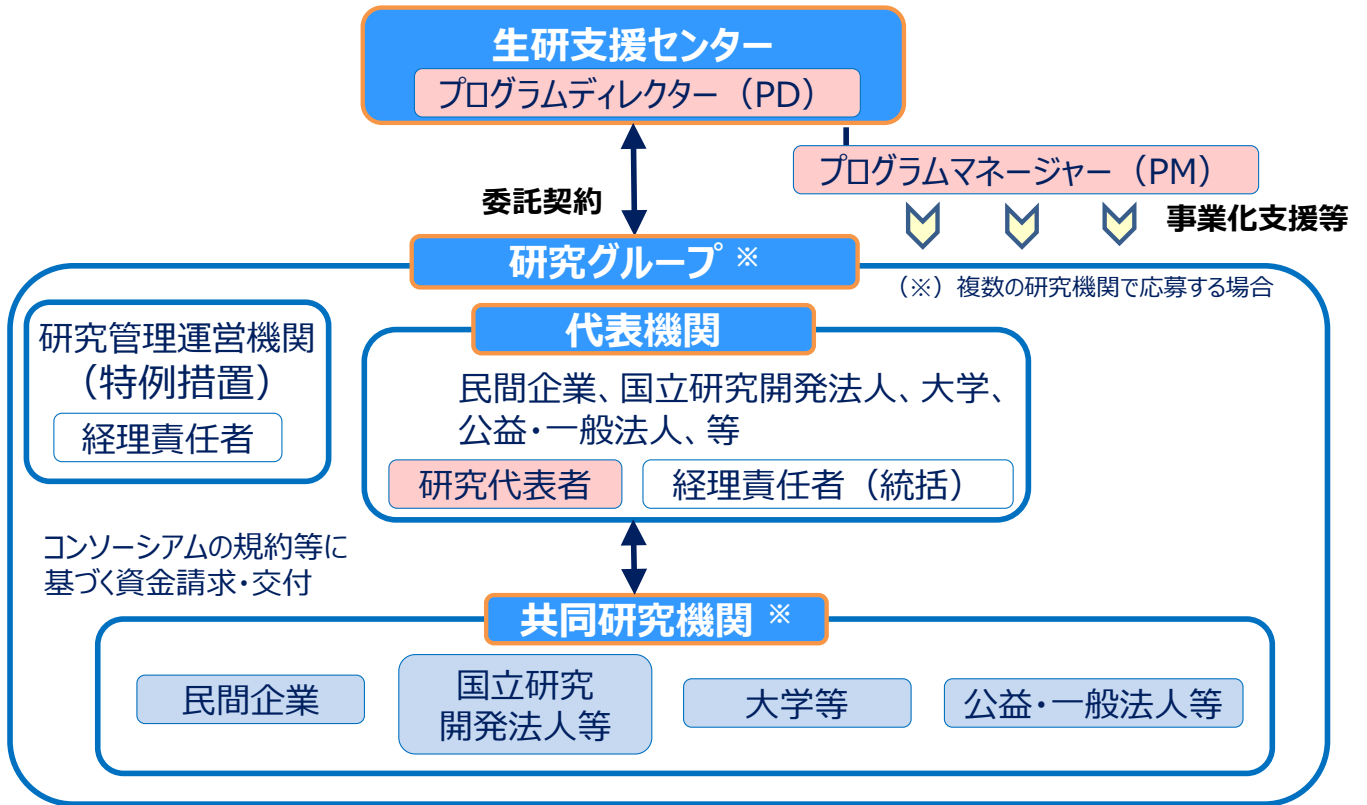 生研支援センター
プログラムディレクター（PD）
プログラムマネージャー（PM）
委託契約
事業化支援等
研究グループ ※
（※）複数の研究機関で応募する場合
研究管理運営機関
（特例措置）
経理責任者
代表機関
民間企業、国立研究開発法人、大学、
公益・一般法人、等
研究代表者
経理責任者（統括）
コンソーシアムの規約等に
基づく資金請求・交付
共同研究機関 ※
民間企業
国立研究
開発法人等
大学等
公益・一般法人等